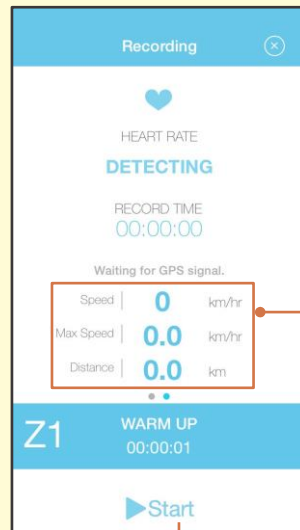 Recording
HEART RATE
DETECTING
RECORD TIME
00:00:00
Waiting for GPS signal.
Speed 0 km/hr
Max Speed 0.0 km/hr
Distance 0.0 km
Z1
WARM UP
00:00:01
Start